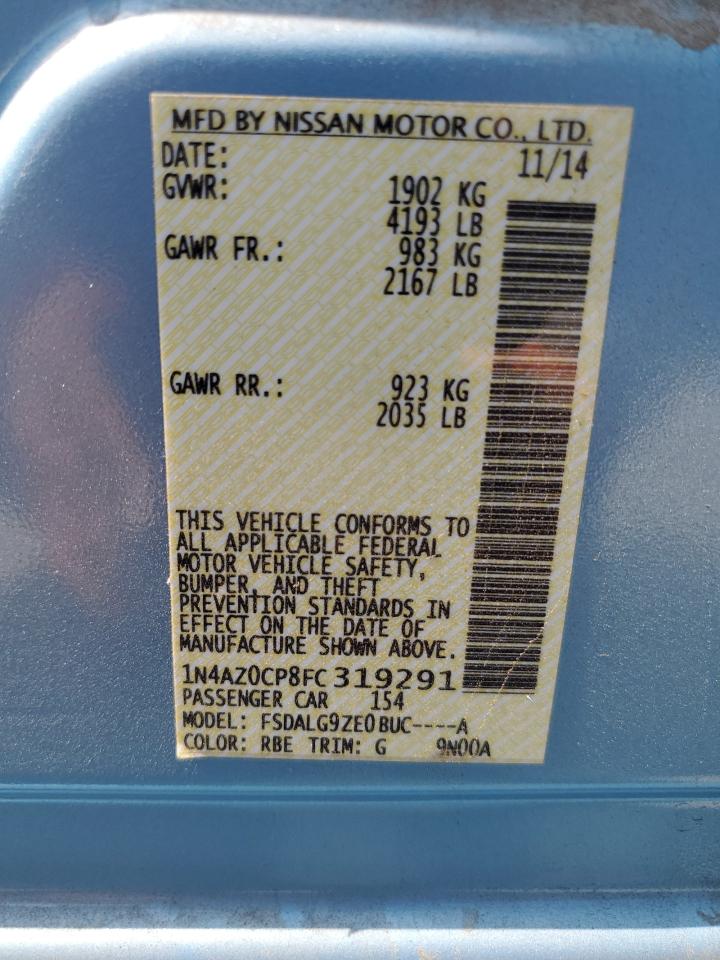 MFD BY NISSAN MOTOR CO., LTD.
DATE: 11/14
GVWR: 1902 KG
4193 LB
GAWR FR.: 983 KG
2167 LB
GAWR RR.: 923 KG
2035 LB
THIS VEHICLE CONFORMS TO
ALL APPLICABLE FEDERAL
MOTOR VEHICLE SAFETY,
BUMPER, AND THEFT
PREVENTION STANDARDS IN
EFFECT ON THE DATE OF
MANUFACTURE SHOWN ABOVE.
1N4AZ0CP8FC319291
PASSENGER CAR 154
MODEL: FSDALG9ZE0BUC----A
COLOR: RBE TRIM: G 9N00A